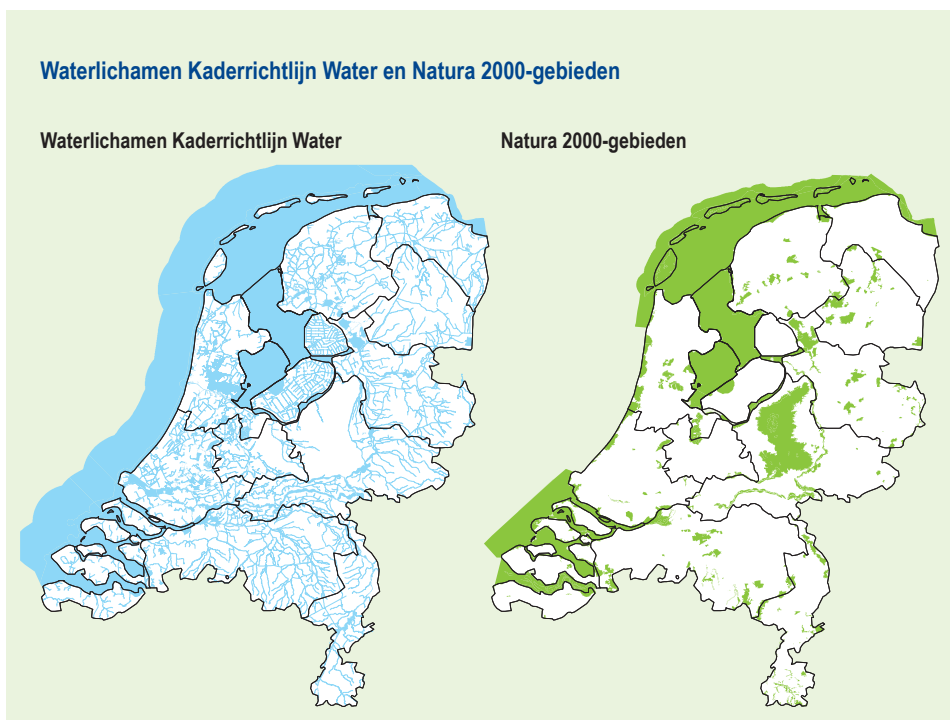 Waterlichamen Kaderrichtlijn Water en Natura 2000-gebieden
Waterlichamen Kaderrichtlijn Water
Natura 2000-gebieden